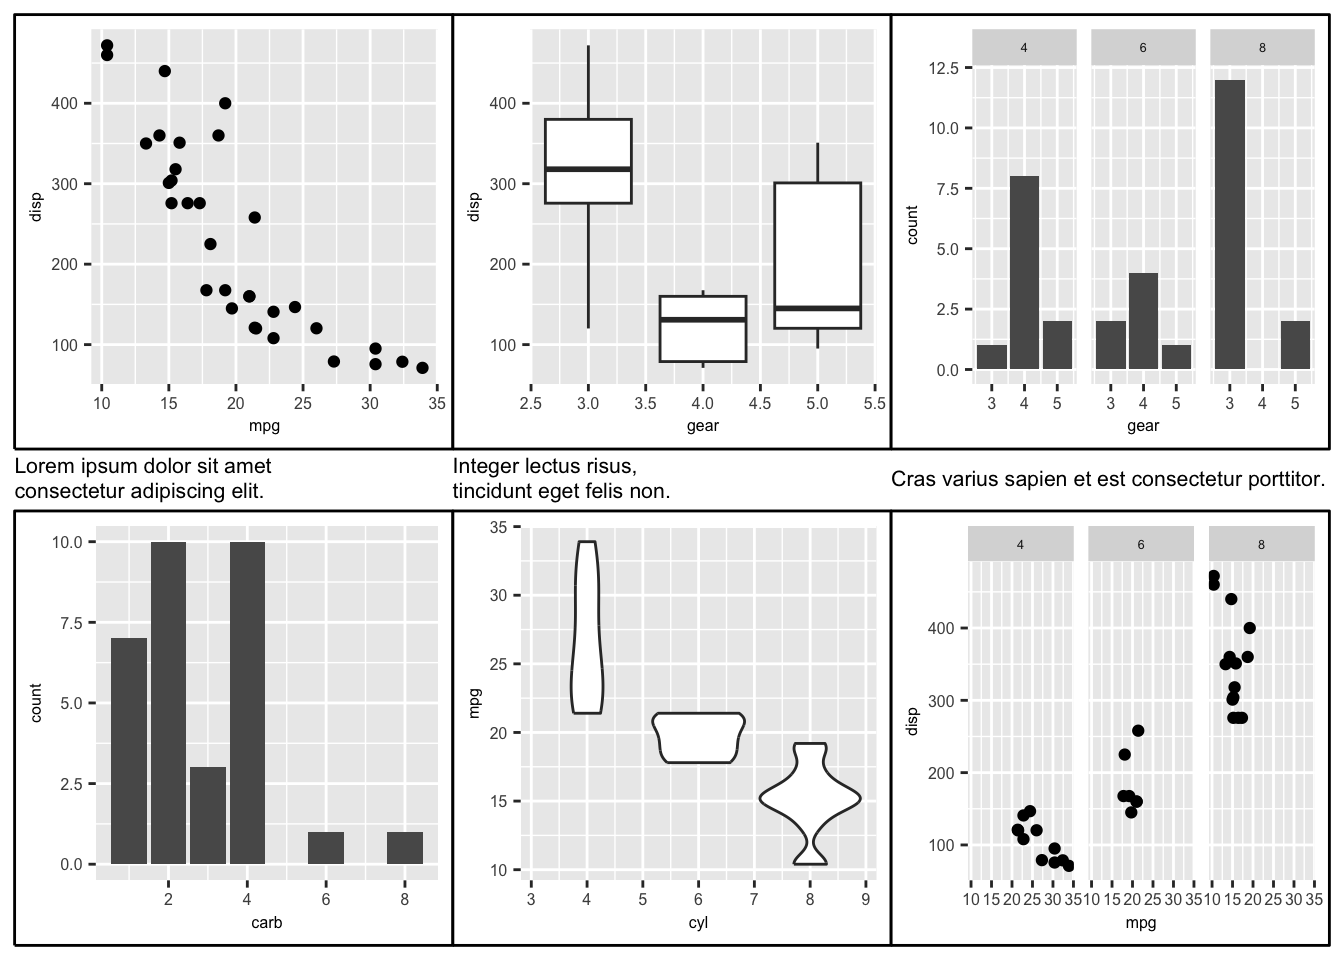 400
300
200
100
disp
10 15 20 25 30 35
mpg
400
300
200
100
disp
2.5 3.0 3.5 4.0 4.5 5.0 5.5
gear
4 6 8
12.5
10.0
7.5
5.0
2.5
0.0
count
3 4 5 3 4 5 3 4 5
gear
Lorem ipsum dolor sit amet
consectetur adipiscing elit.
Integer lectus risus,
tincidunt eget felis non.
Cras varius sapien et est consectetur porttitor.
10.0
7.5
5.0
2.5
0.0
count
2 4 6 8
carb
35
30
25
20
15
10
mpg
3 4 5 6 7 8 9
cyl
4 6 8
400
300
200
100
disp
10 15 20 25 30 35 10 15 20 25 30 35 10 15 20 25 30 35
mpg